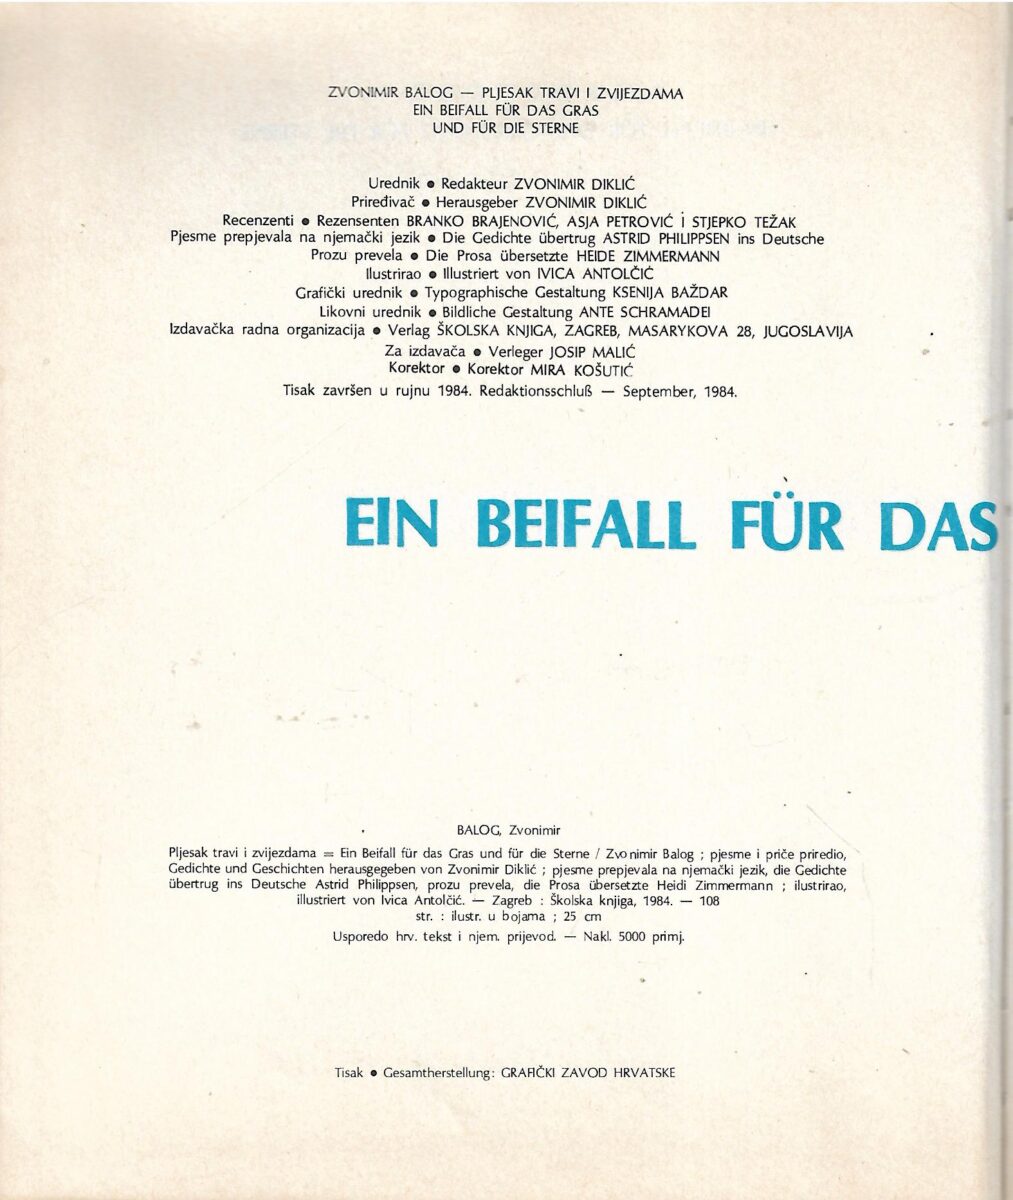 ZVONIMIR BALOG — PLJESAK TRAVI I ZVIJEZDAMA
EIN BEIFALL FÜR DAS GRAS
UND FÜR DIE STERNE
Urednik ● Redakteur ZVONIMIR DIKLIĆ
Priređivač ● Herausgeber ZVONIMIR DIKLIĆ
Recenzenti ● Rezensenten BRANKO BRAJENOVIĆ, ASJA PETROVIĆ I STJEPKO TEŽAK
Pjesme prepjevala na njemački jezik ● Die Gedichte übertrug ASTRID PHILIPPSEN ins Deutsche
Prozu prevela ● Die Prosa übersetzte HEIDE ZIMMERMANN
Ilustrirao ● Illustriert von IVICA ANTOLČIĆ
Grafički urednik ● Typographische Gestaltung KSENIJA BAŽDAR
Likovni urednik ● Bildliche Gestaltung ANTE SCHRAMADEI
Izdavačka radna organizacija ● Verlag ŠKOLSKA KNJIGA, ZAGREB, MASARYKOVA 28, JUGOSLAVIJA
Za izdavača ● Verleger JOSIP MALIĆ
Korektor ● Korektor MIRA KOŠUTIĆ
Tisak završen u rujnu 1984. Redaktionsschluß — September, 1984.
EIN BEIFALL FÜR DAS
BALOG, Zvonimir
Pljesak travi i zvijezdama = Ein Beifall für das Gras und für die Sterne / Zvonimir Balog ; pjesme i priče priredio,
Gedichte und Geschichten herausgegeben von Zvonimir Diklić ; pjesme prepjevala na njemački jezik, die Gedichte
übertrug ins Deutsche Astrid Philippsen, prozu prevela, die Prosa übersetzte Heidi Zimmermann ; ilustrirao,
illustriert von Ivica Antolčić. — Zagreb : Školska knjiga, 1984. — 108
str. : ilustr. u bojama ; 25 cm
Usporedo hrv. tekst i njem. prijevod. — Nakl. 5000 primj.
Tisak ● Gesamtherstellung: GRAFIČKI ZAVOD HRVATSKE